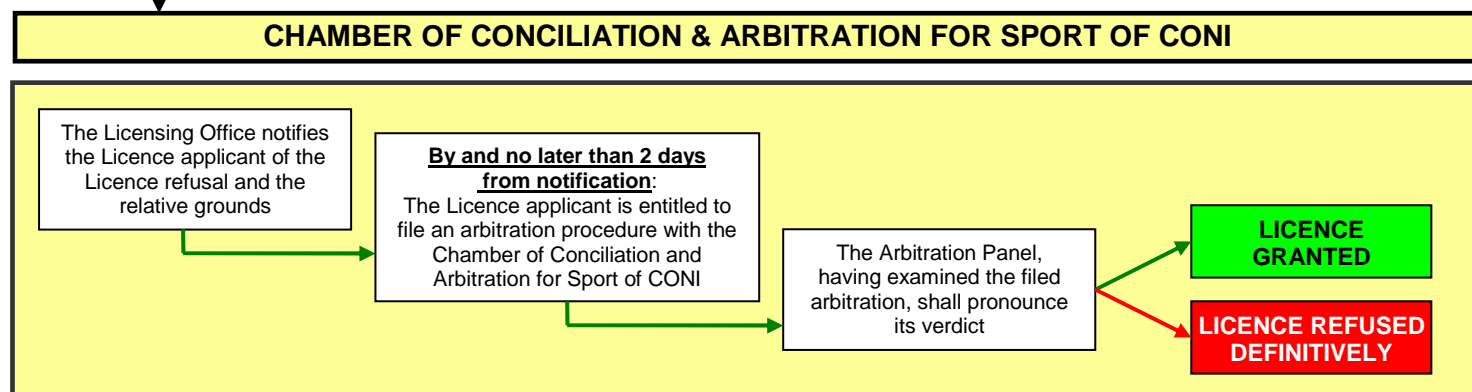 CHAMBER OF CONCILIATION & ARBITRATION FOR SPORT OF CONI
The Licensing Office notifies
the Licence applicant of the
Licence refusal and the
relative grounds
By and no later than 2 days
from notification:
The Licence applicant is entitled to
file an arbitration procedure with the
Chamber of Conciliation and
Arbitration for Sport of CONI
The Arbitration Panel,
having examined the filed
arbitration, shall pronounce
its verdict
LICENCE
GRANTED
LICENCE REFUSED
DEFINITIVELY